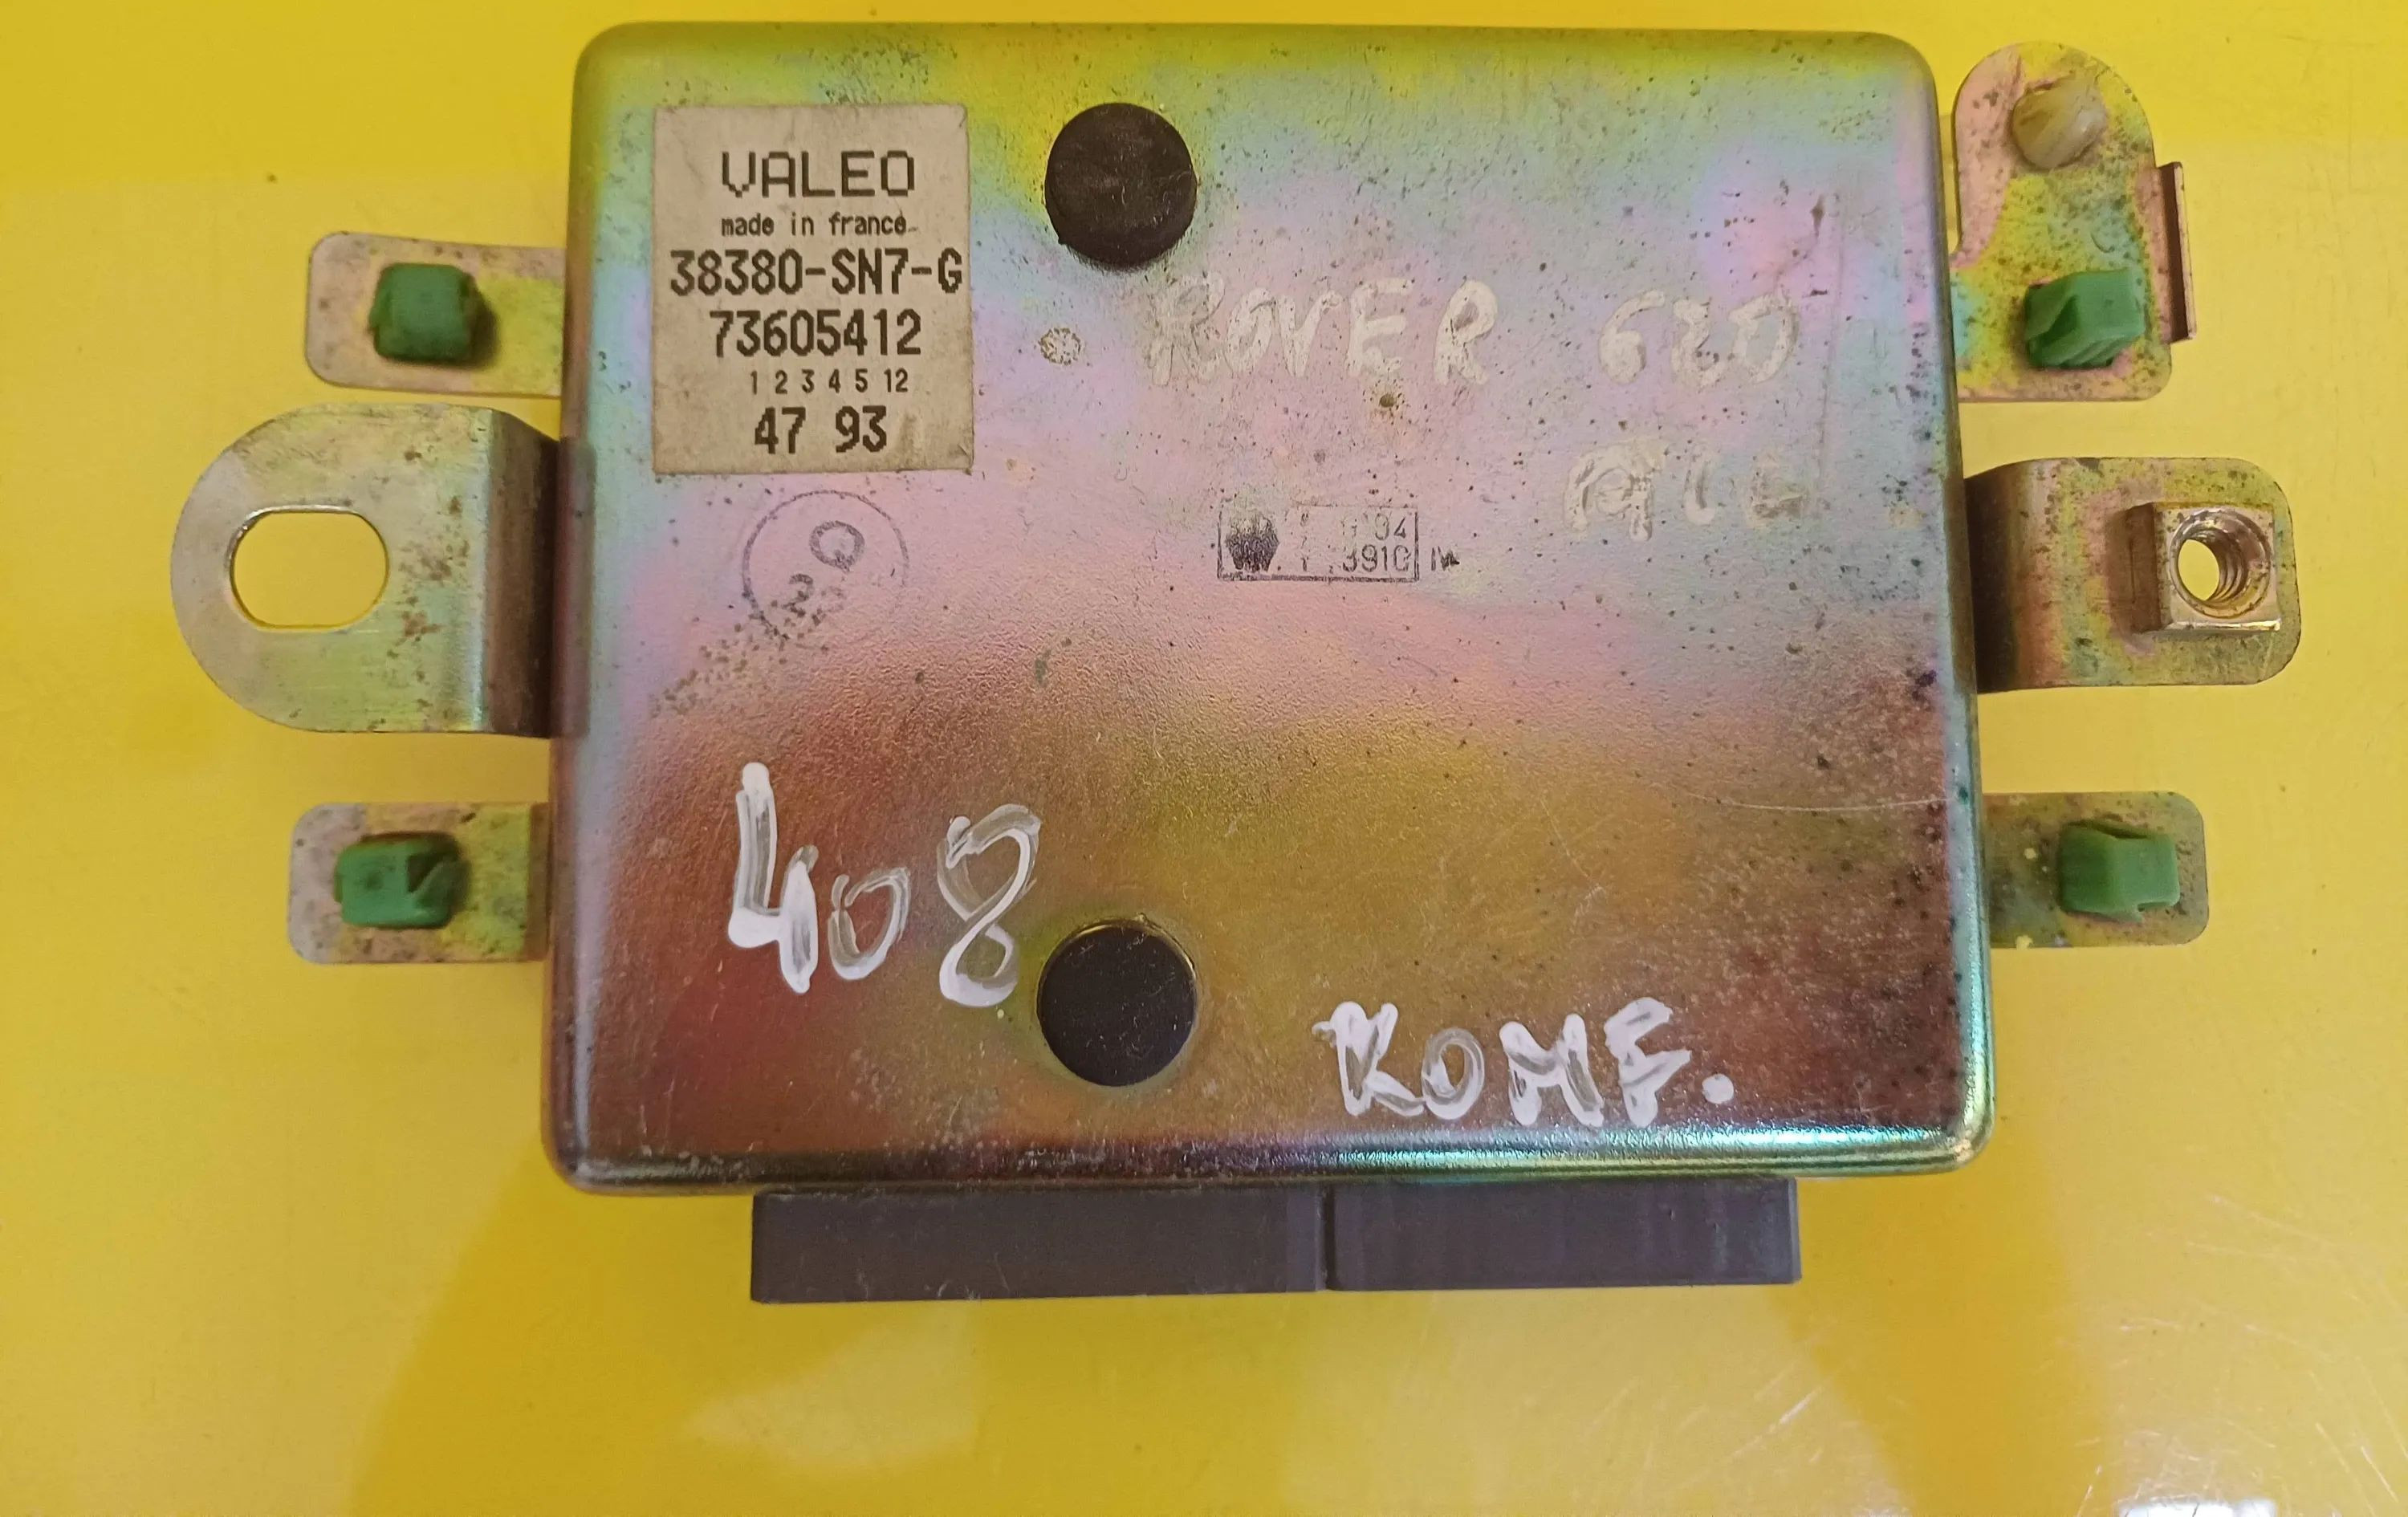 VALEO
made in france
38380-SN7-G
73605412
1 2 3 4 5 12
47 93
ROVER 620
Q
408
KOMF.